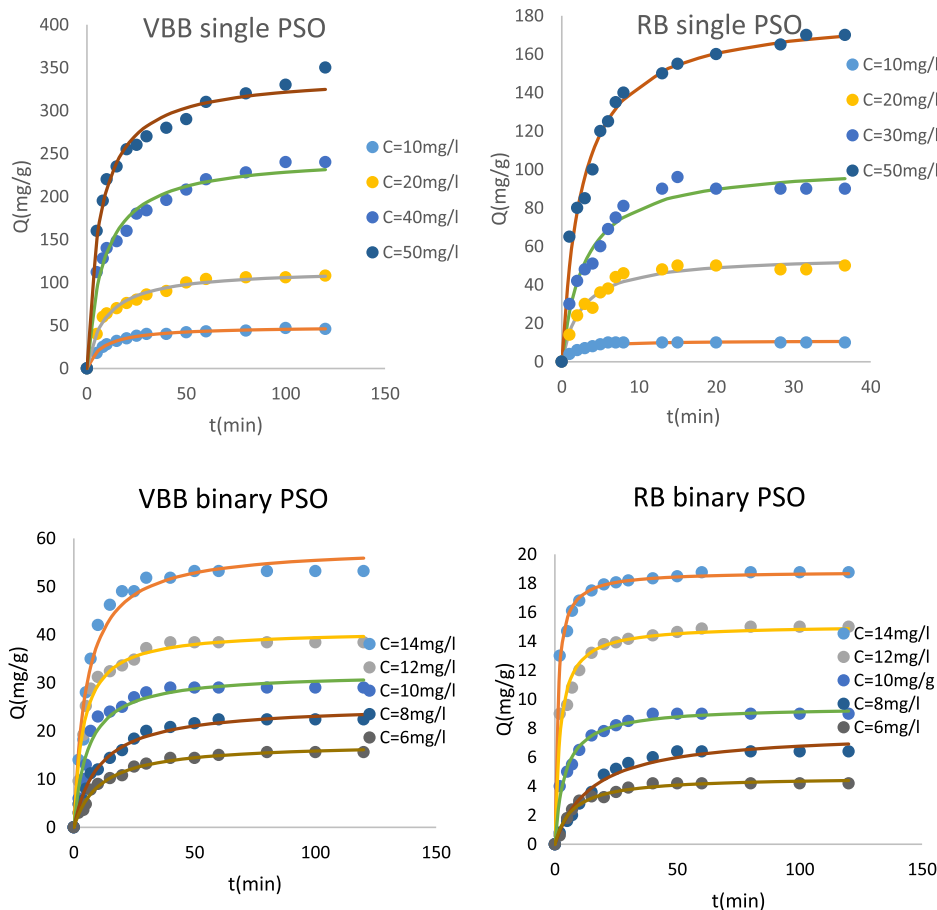 VBB single PSO
400
350
300
250
200
150
100
50
0
Q(mg/g)
0 50 100 150
t(min)
C=10mg/l
C=20mg/l
C=40mg/l
C=50mg/l
RB single PSO
180
160
140
120
100
80
60
40
20
0
Q(mg/g)
0 10 20 30 40
t(min)
C=10mg/l
C=20mg/l
C=30mg/l
C=50mg/l
VBB binary PSO
60
50
40
30
20
10
0
Q(mg/g)
0 50 100 150
t(min)
C=14mg/l
C=12mg/l
C=10mg/l
C=8mg/l
C=6mg/l
RB binary PSO
20
18
16
14
12
10
8
6
4
2
0
Q(mg/g)
0 50 100 150
t(min)
C=14mg/l
C=12mg/l
C=10mg/g
C=8mg/l
C=6mg/l